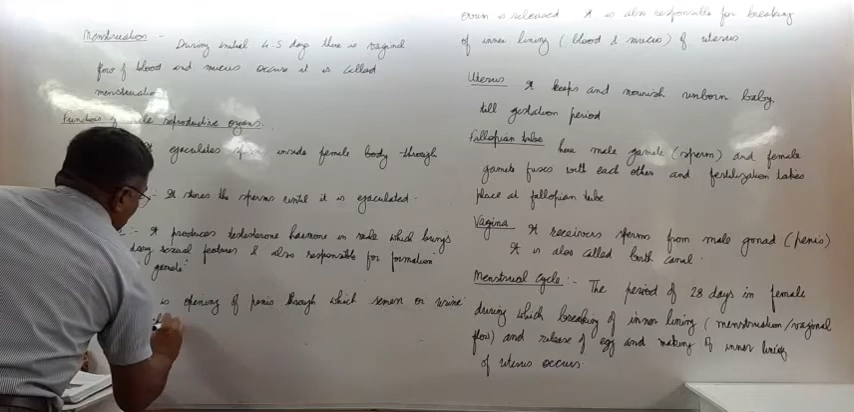 Menstruation :-
During initial 4-5 days there is vaginal
flow of blood and mucus occurs it is called
menstruation
Functions of male reproductive organs.
ejaculates inside female body through
:- It stores the sperms until it is ejaculated.
:- It produces testosterone harmone in male which brings
sexual features & also responsible for formation
gamete
is opening of penis though which semen or urine
Ovum is released It is also responsible for breaking
of inner lining (blood & mucus) of uterus
Uterus It keeps and nourish unborn baby
till gestation period
Fallopian tube here male gamete (sperm) and female
gamete fuses with each other and fertilization takes
place at fallopian tube
Vagina It receivers sperms from male gonad (penis)
It is also called birth canal.
Menstrual Cycle :- The period of 28 days in female
during which breaking of inner lining (menstruation/vaginal
flow) and release of egg and making of inner lining
of uterus occurs.